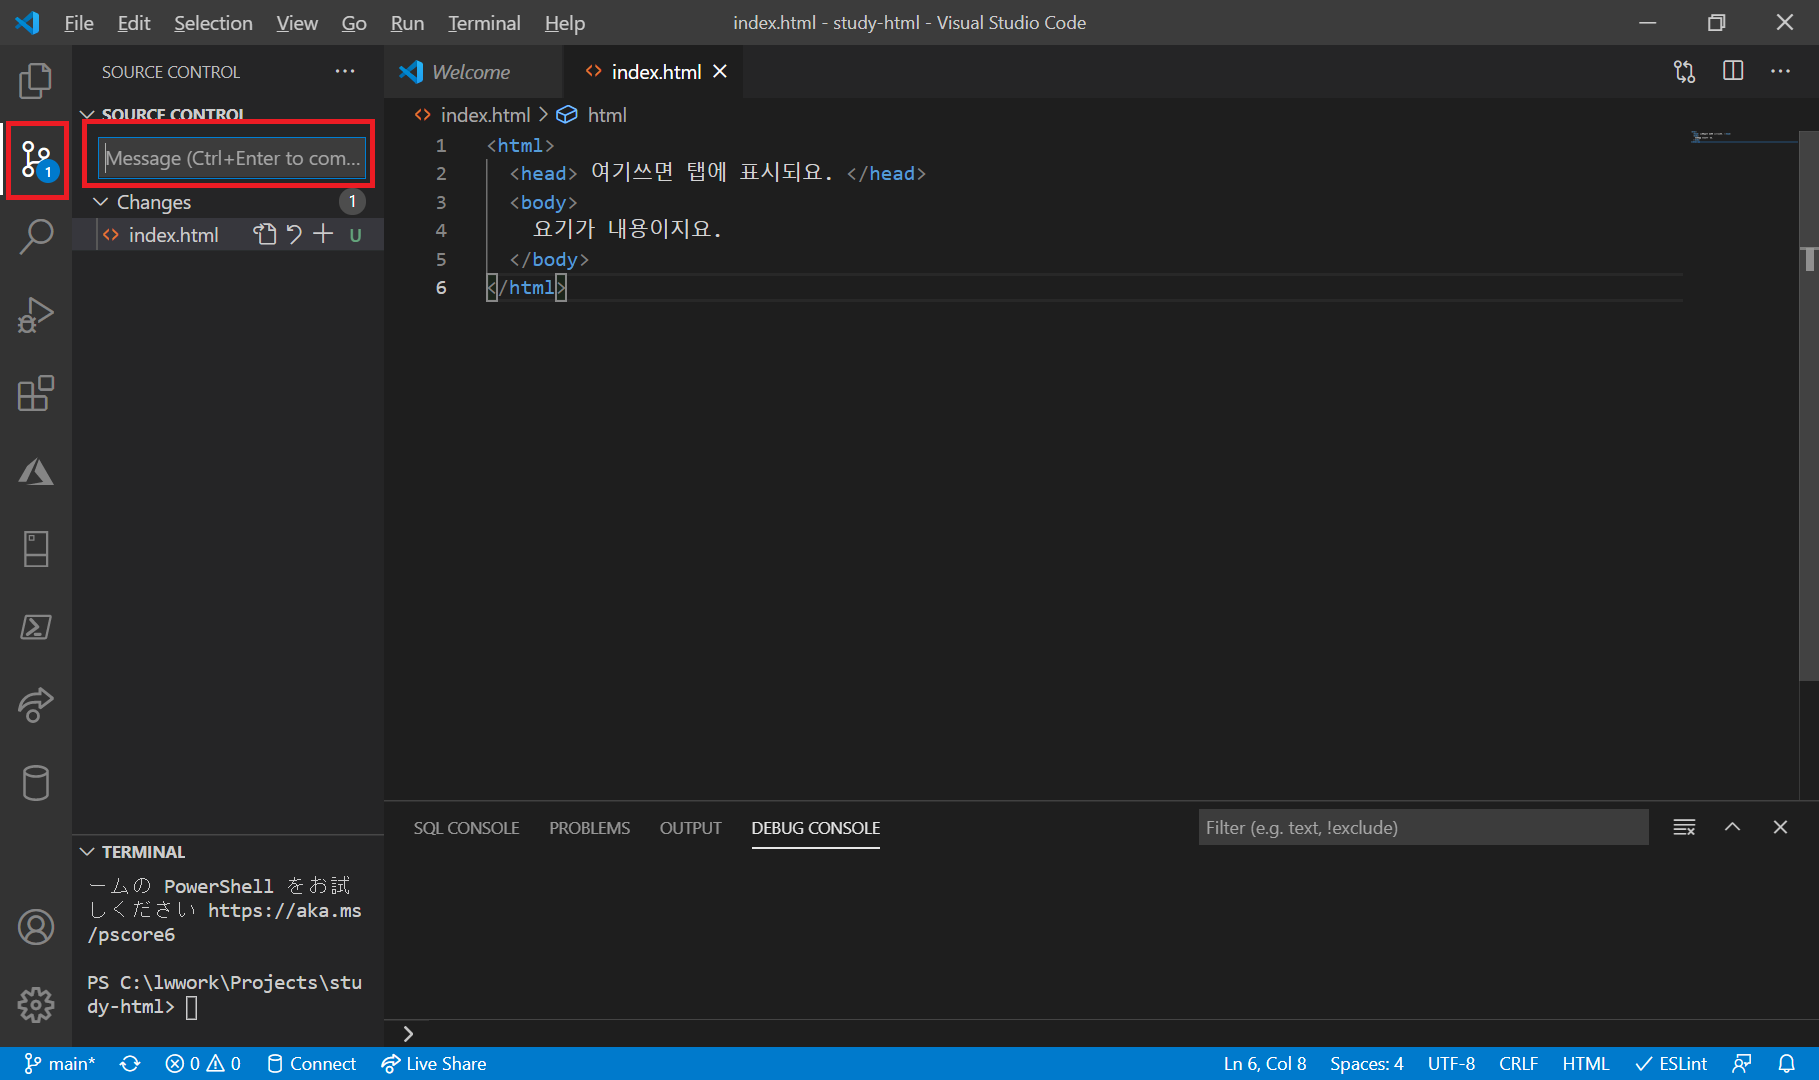 File Edit Selection View Go Run Terminal Help
index.html - study-html - Visual Studio Code
SOURCE CONTROL
SOURCE CONTROL
Message (Ctrl+Enter to com...
1
Changes 1
index.html U
Welcome
index.html
index.html > html
1 <html>
2 <head> 여기쓰면 탭에 표시되요. </head>
3 <body>
4 요기가 내용이지요.
5 </body>
6 </html>
SQL CONSOLE PROBLEMS OUTPUT DEBUG CONSOLE
Filter (e.g. text, !exclude)
TERMINAL
ームの PowerShell をお試
しください https://aka.ms
/pscore6
PS C:\lwwork\Projects\stu
dy-html>
main* 0 0 Connect Live Share
Ln 6, Col 8 Spaces: 4 UTF-8 CRLF HTML ESLint